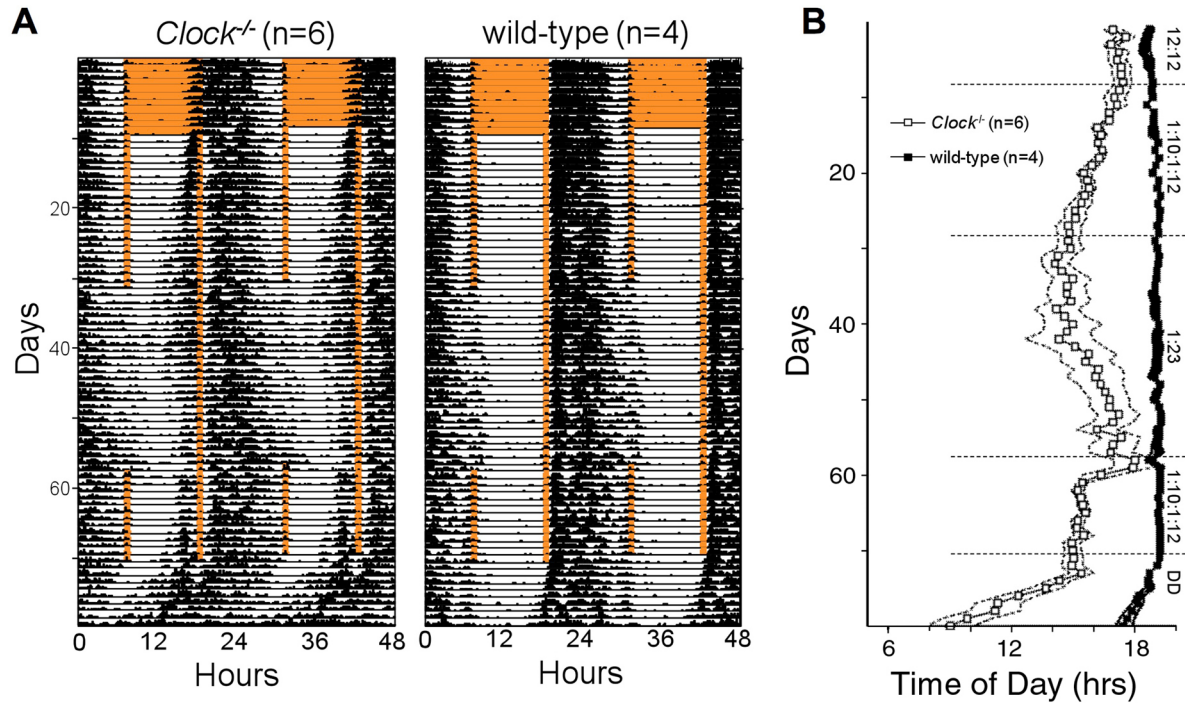 A
Clock-/- (n=6)
wild-type (n=4)
Days
20
40
60
0 12 24 36 48
0 12 24 36 48
Hours
Hours
B
Days
20
40
60
Clock-/- (n=6)
wild-type (n=4)
12:12
1:10:1:12
1:23
1:10:1:12
DD
6 12 18
Time of Day (hrs)